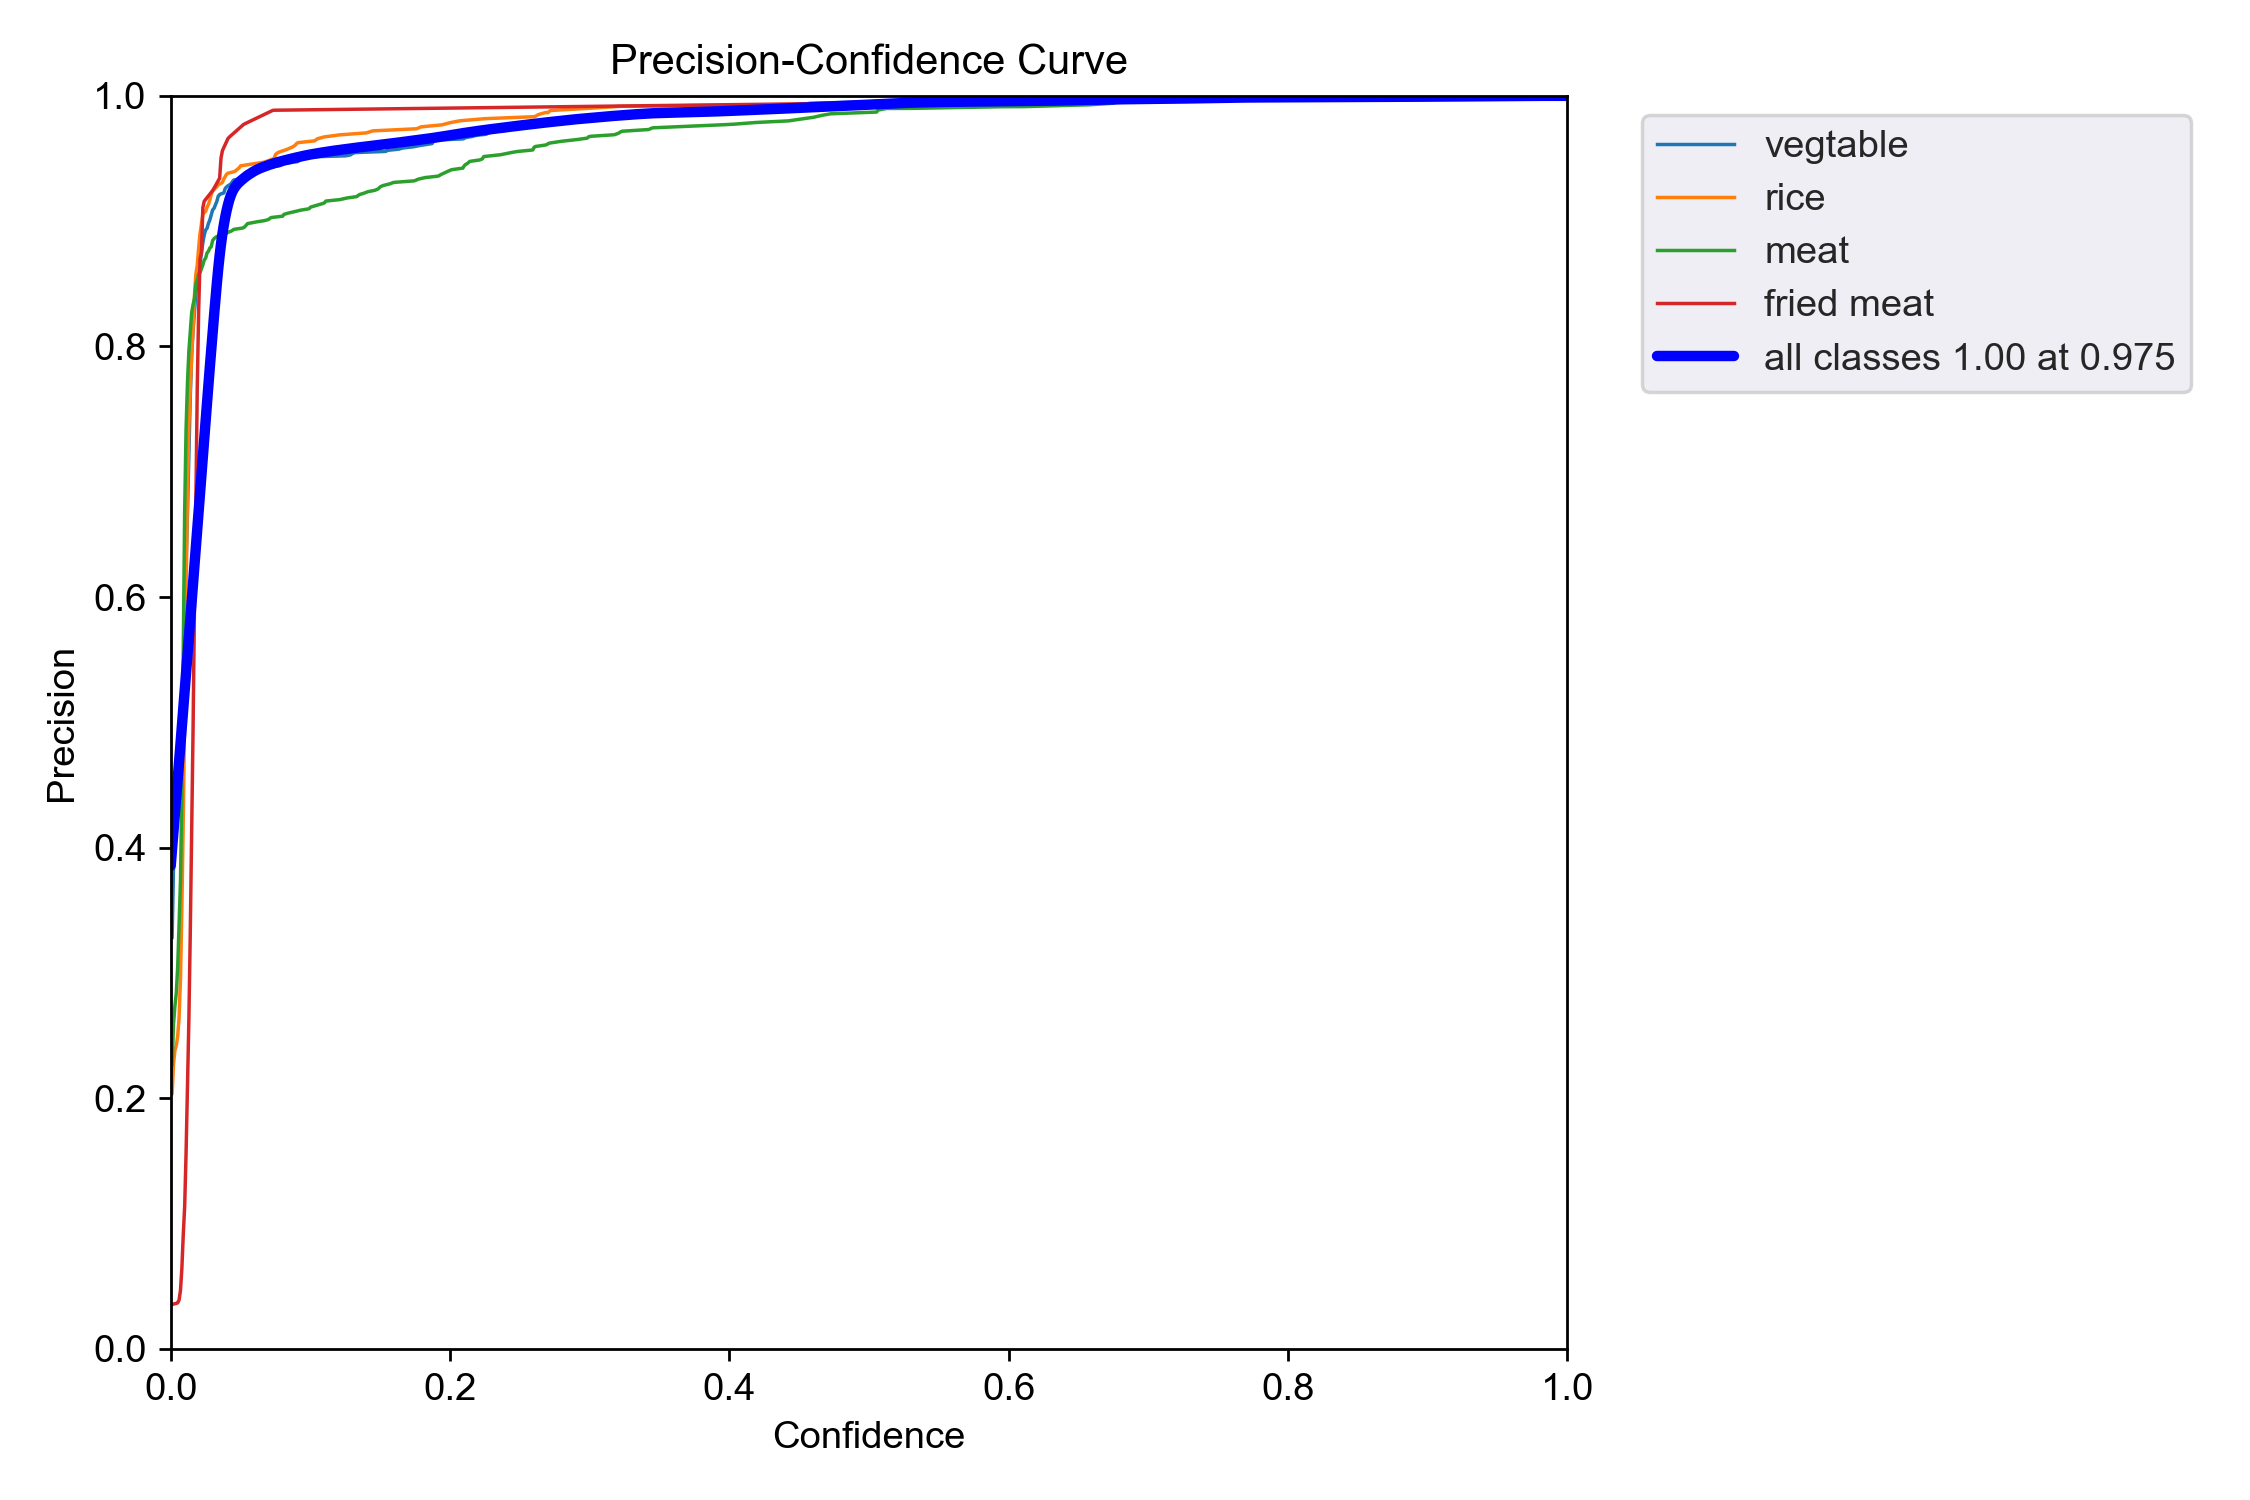 Precision-Confidence Curve
1.0
0.8
0.6
0.4
0.2
0.0
Precision
0.0 0.2 0.4 0.6 0.8 1.0
Confidence
vegtable
rice
meat
fried meat
all classes 1.00 at 0.975